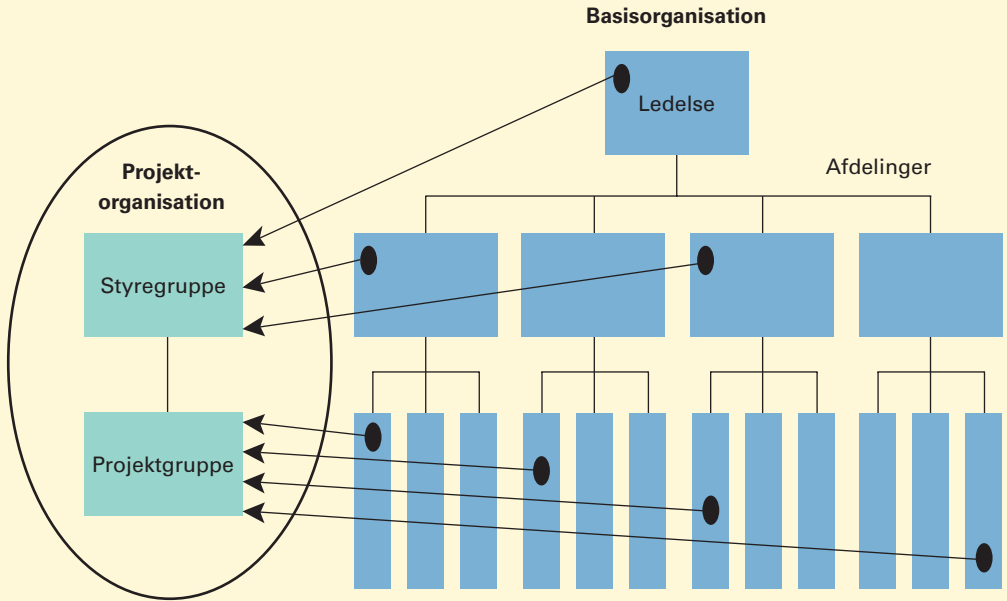 Basisorganisation
Ledelse
Afdelinger
Projekt-
organisation
Styregruppe
Projektgruppe